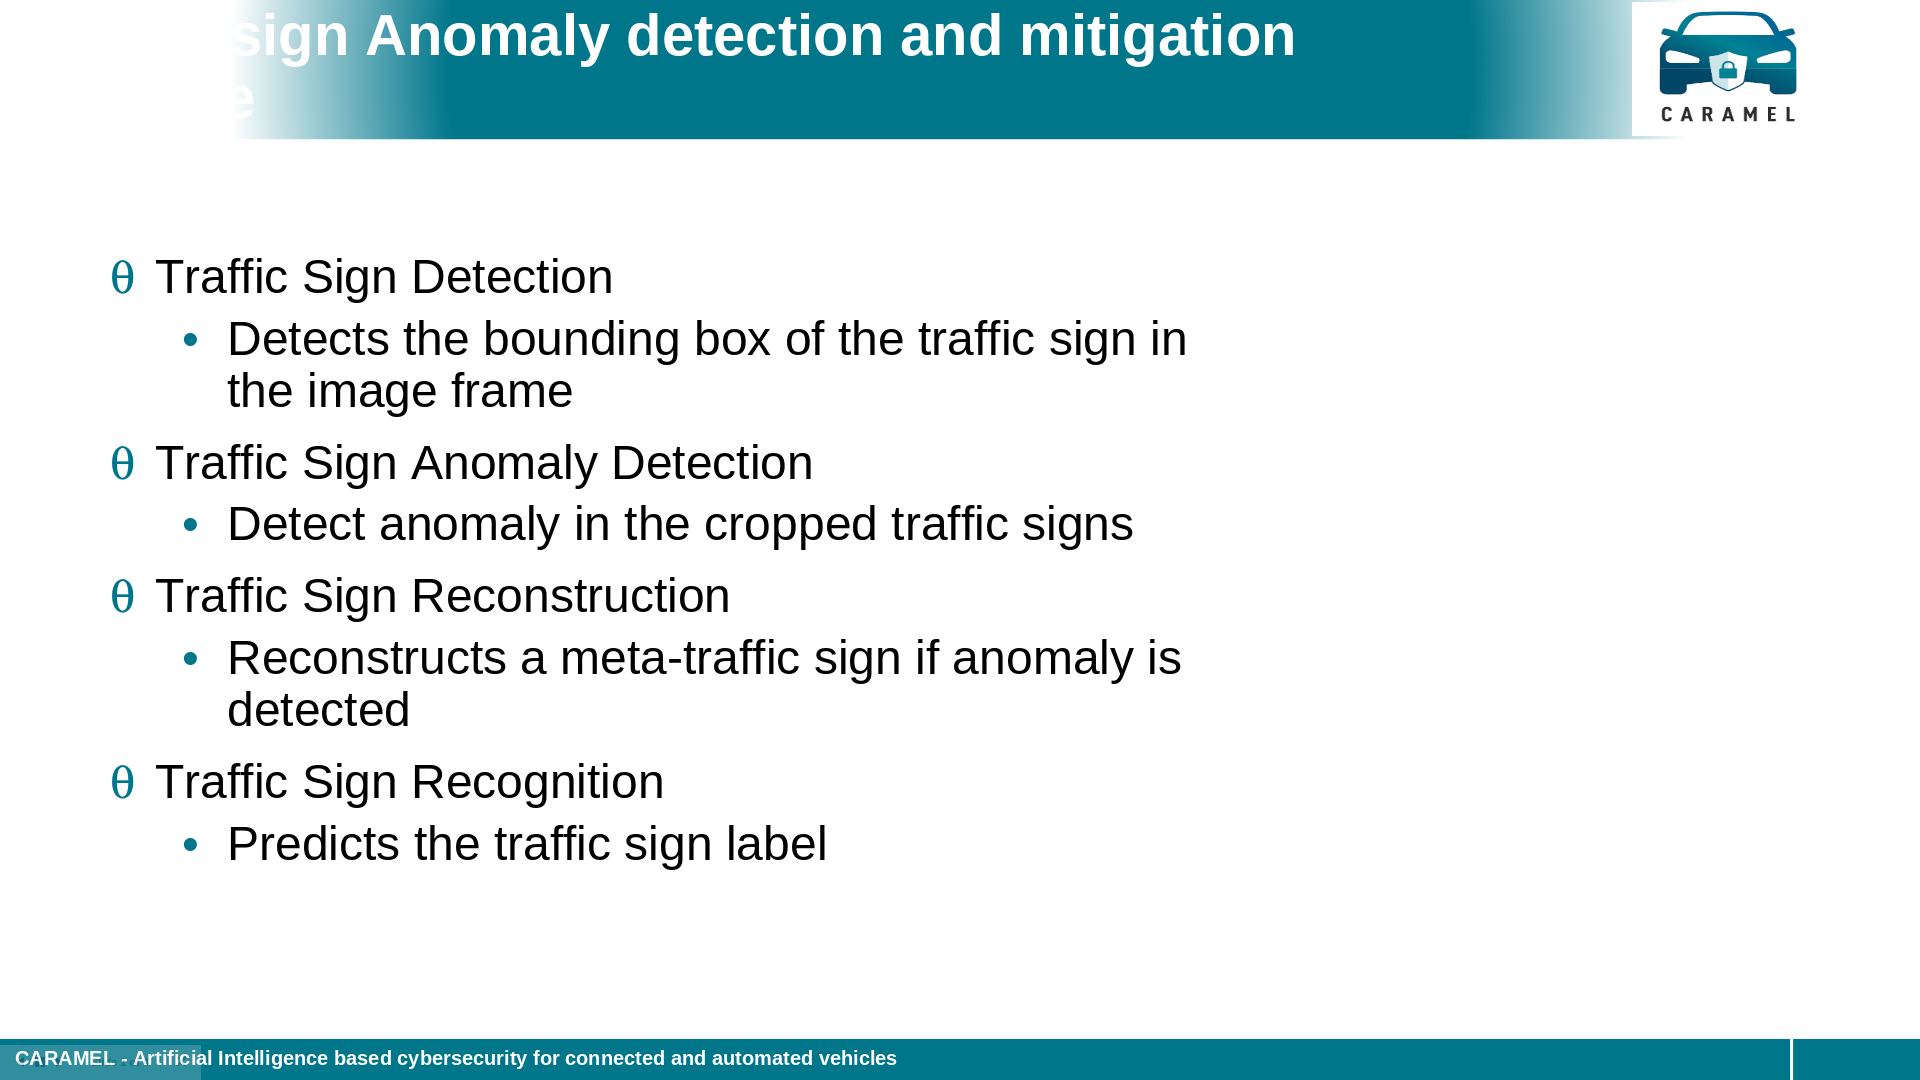 sign Anomaly detection and mitigation
CARAMEL
θ Traffic Sign Detection
• Detects the bounding box of the traffic sign in
the image frame
θ Traffic Sign Anomaly Detection
• Detect anomaly in the cropped traffic signs
θ Traffic Sign Reconstruction
• Reconstructs a meta-traffic sign if anomaly is
detected
θ Traffic Sign Recognition
• Predicts the traffic sign label
CARAMEL - Artificial Intelligence based cybersecurity for connected and automated vehicles